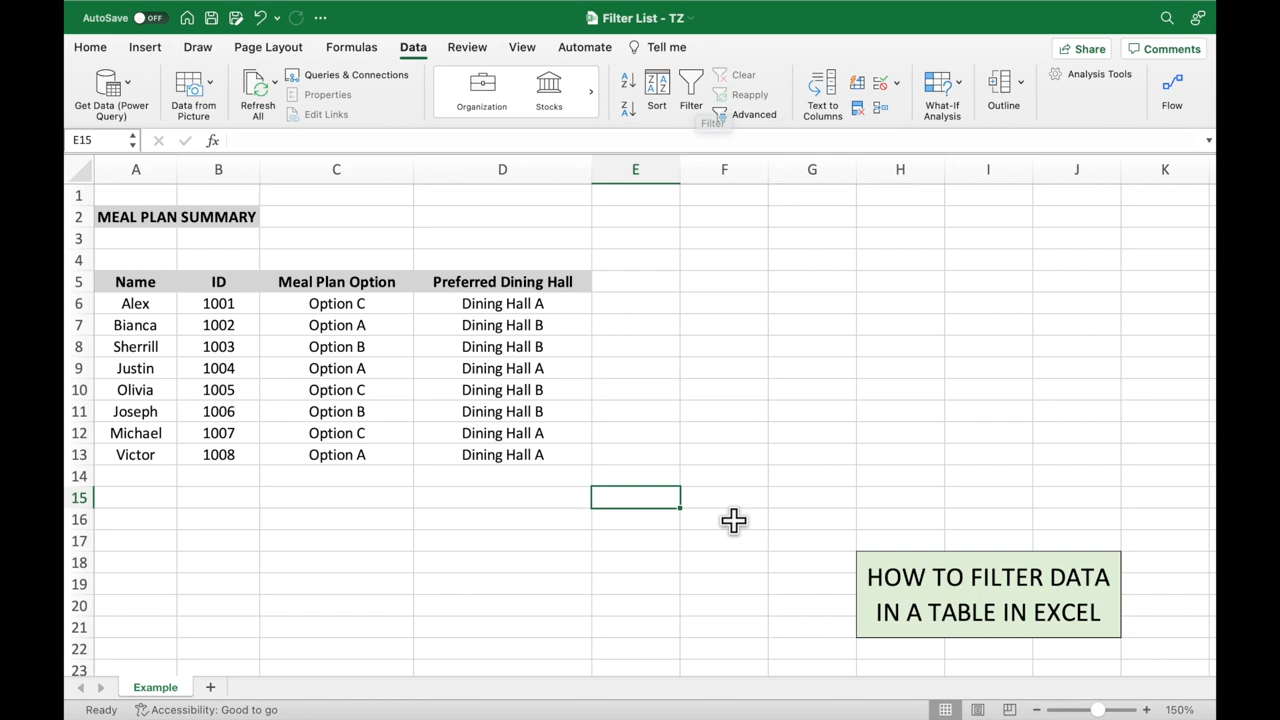 AutoSave OFF
Filter List - TZ
Home Insert Draw Page Layout Formulas Data Review View Automate Tell me
Share Comments
Get Data (Power Query)
Data from Picture
Refresh All
Queries & Connections
Properties
Edit Links
Organization
Stocks
Sort
Filter
Clear
Reapply
Advanced
Filter
Text to Columns
What-If Analysis
Outline
Analysis Tools
Flow
E15 fx
A B C D E F G H I J K
1
2 MEAL PLAN SUMMARY
3
4
5 Name ID Meal Plan Option Preferred Dining Hall
6 Alex 1001 Option C Dining Hall A
7 Bianca 1002 Option A Dining Hall B
8 Sherrill 1003 Option B Dining Hall B
9 Justin 1004 Option A Dining Hall A
10 Olivia 1005 Option C Dining Hall B
11 Joseph 1006 Option B Dining Hall B
12 Michael 1007 Option C Dining Hall A
13 Victor 1008 Option A Dining Hall A
14
15
16
17
18
19
20
21
22
23
HOW TO FILTER DATA
IN A TABLE IN EXCEL
Example
Ready Accessibility: Good to go 150%